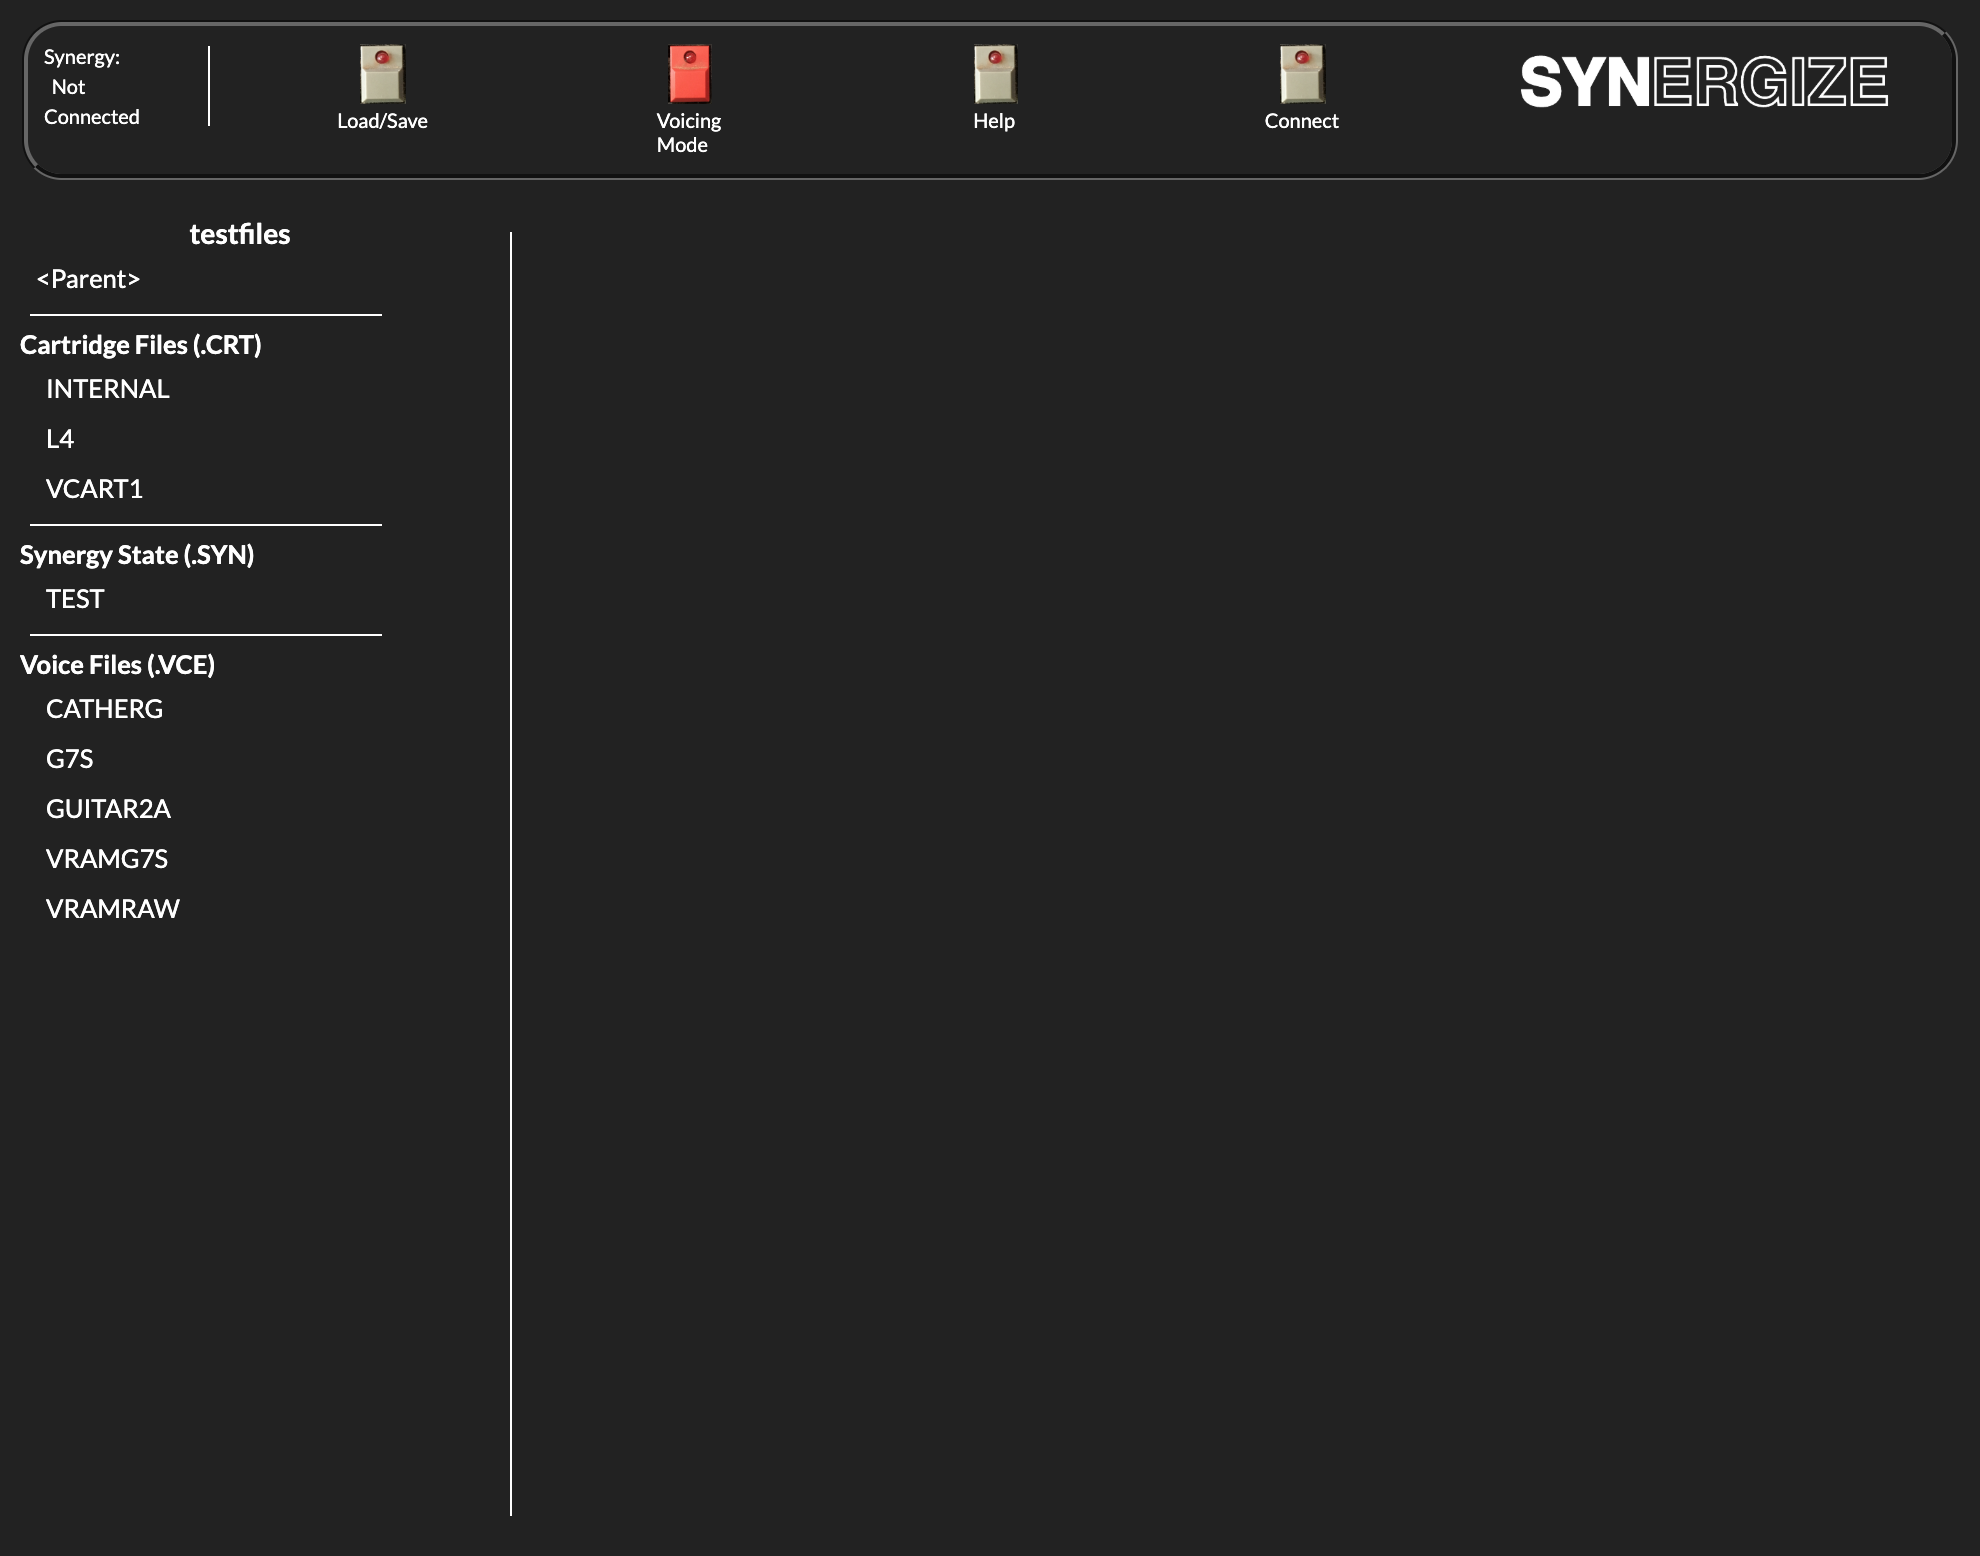 Synergy:
Not
Connected
Load/Save
Voicing
Mode
Help
Connect
SYNERGIZE
testfiles
<Parent>
Cartridge Files (.CRT)
INTERNAL
L4
VCART1
Synergy State (.SYN)
TEST
Voice Files (.VCE)
CATHERG
G7S
GUITAR2A
VRAMG7S
VRAMRAW